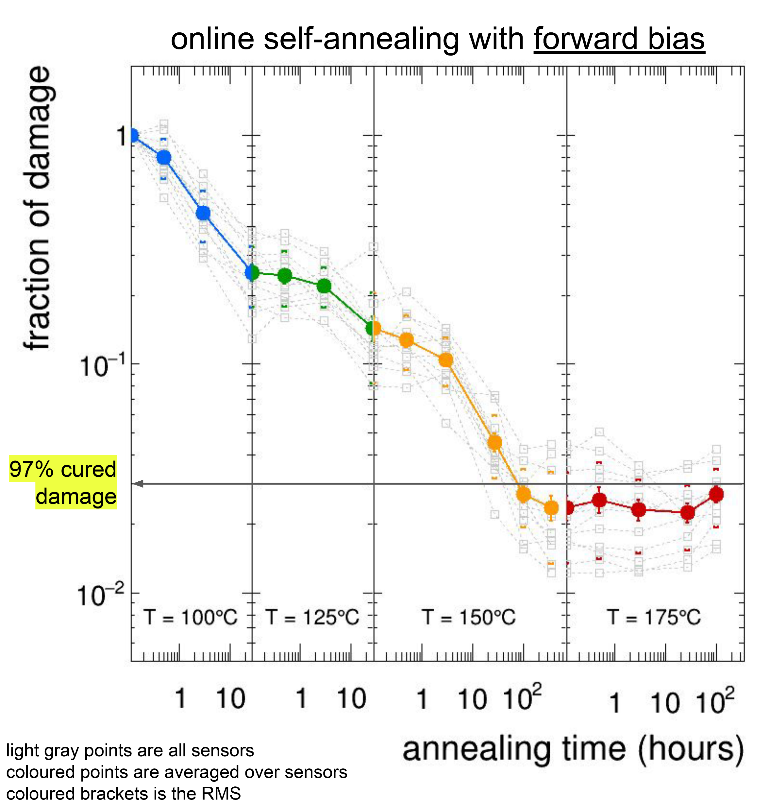 online self-annealing with forward bias
fraction of damage
1
10⁻¹
97% cured
damage
10⁻²
T = 100°C
T = 125°C
T = 150°C
T = 175°C
1 10 1 10 1 10 10² 1 10 10²
annealing time (hours)
light gray points are all sensors
coloured points are averaged over sensors
coloured brackets is the RMS